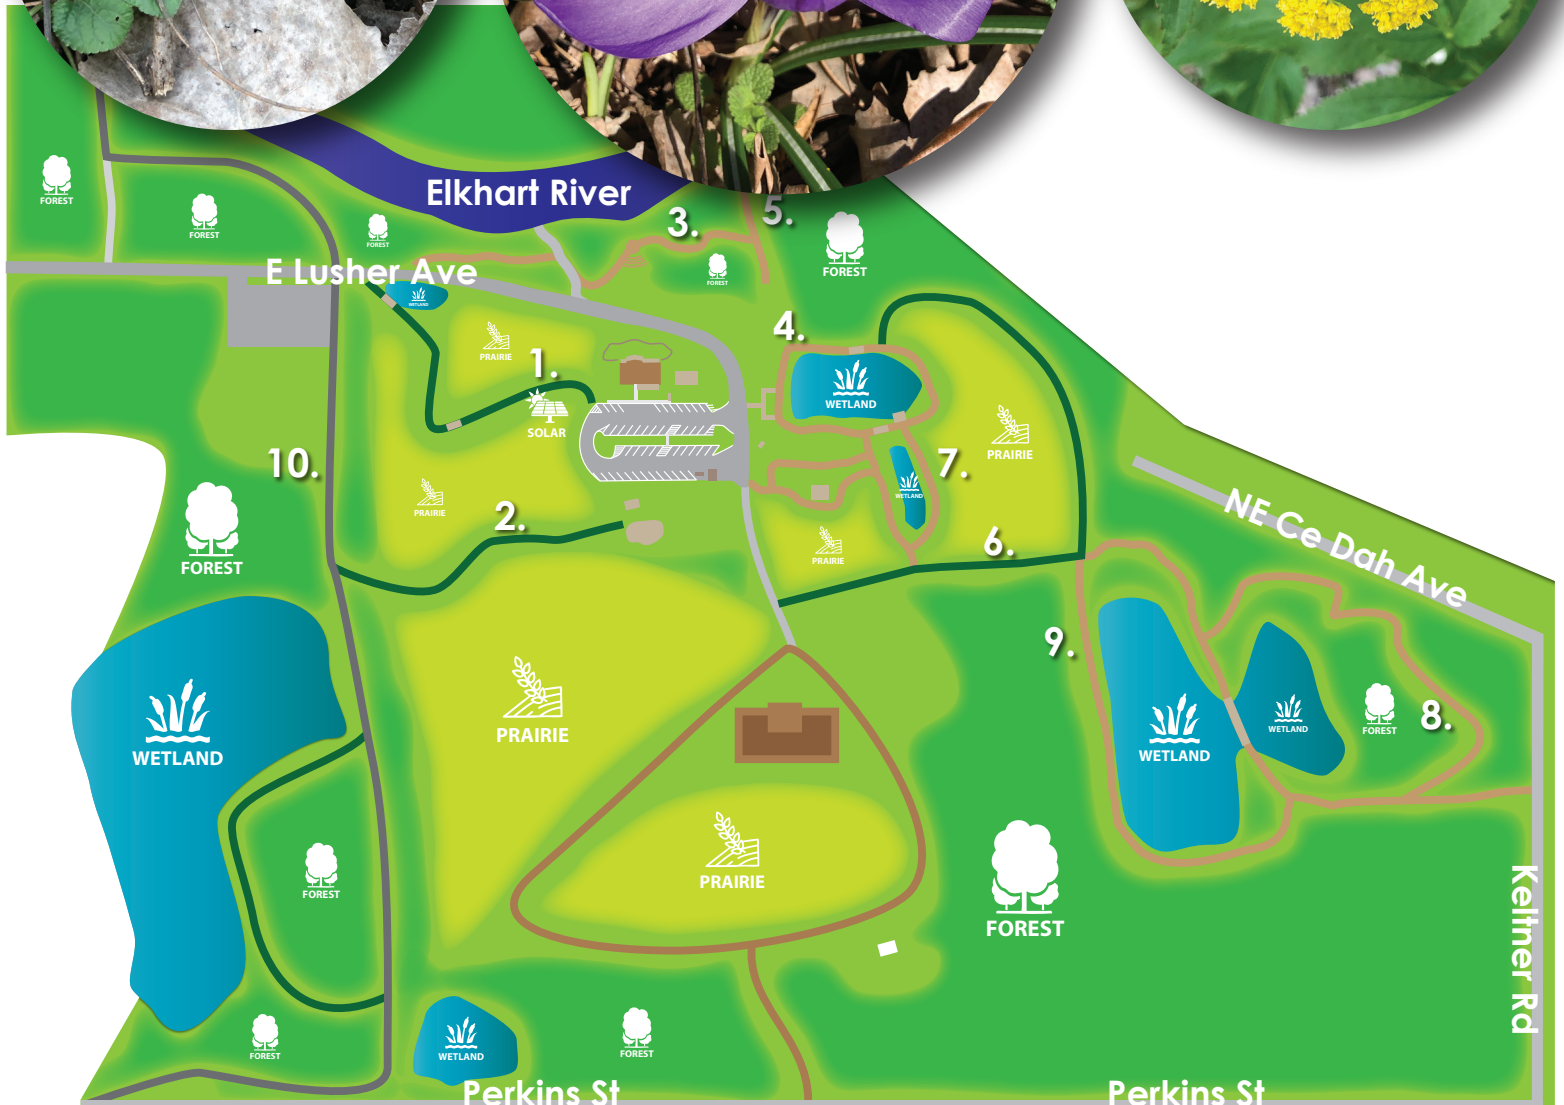 Elkhart River
3.
5.
FOREST
FOREST
FOREST
FOREST
FOREST
E Lusher Ave
WETLAND
4.
PRAIRIE
1.
WETLAND
SOLAR
PRAIRIE
10.
7.
PRAIRIE
WETLAND
2.
NE Ce Dah Ave
6.
PRAIRIE
FOREST
9.
PRAIRIE
WETLAND
WETLAND
WETLAND
FOREST
8.
PRAIRIE
FOREST
FOREST
Keltner Rd
FOREST
WETLAND
FOREST
Perkins St
Perkins St